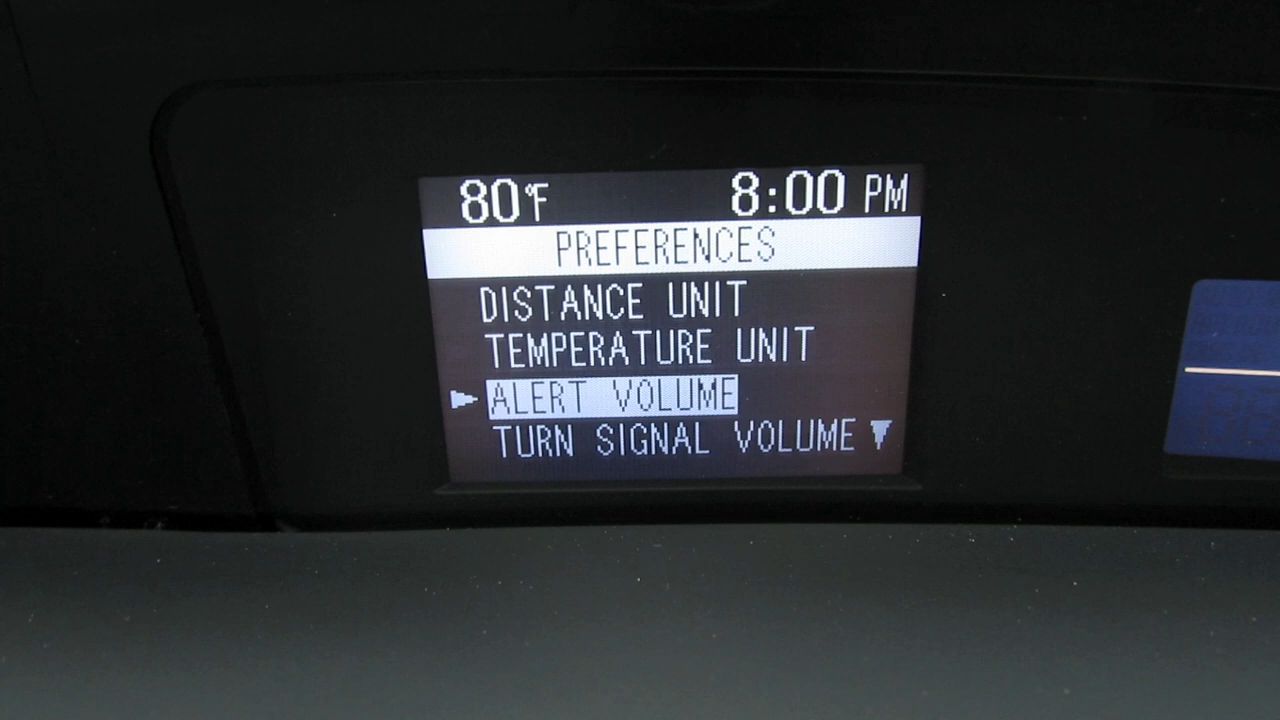 80°F 8:00 PM
PREFERENCES
DISTANCE UNIT
TEMPERATURE UNIT
ALERT VOLUME
TURN SIGNAL VOLUME